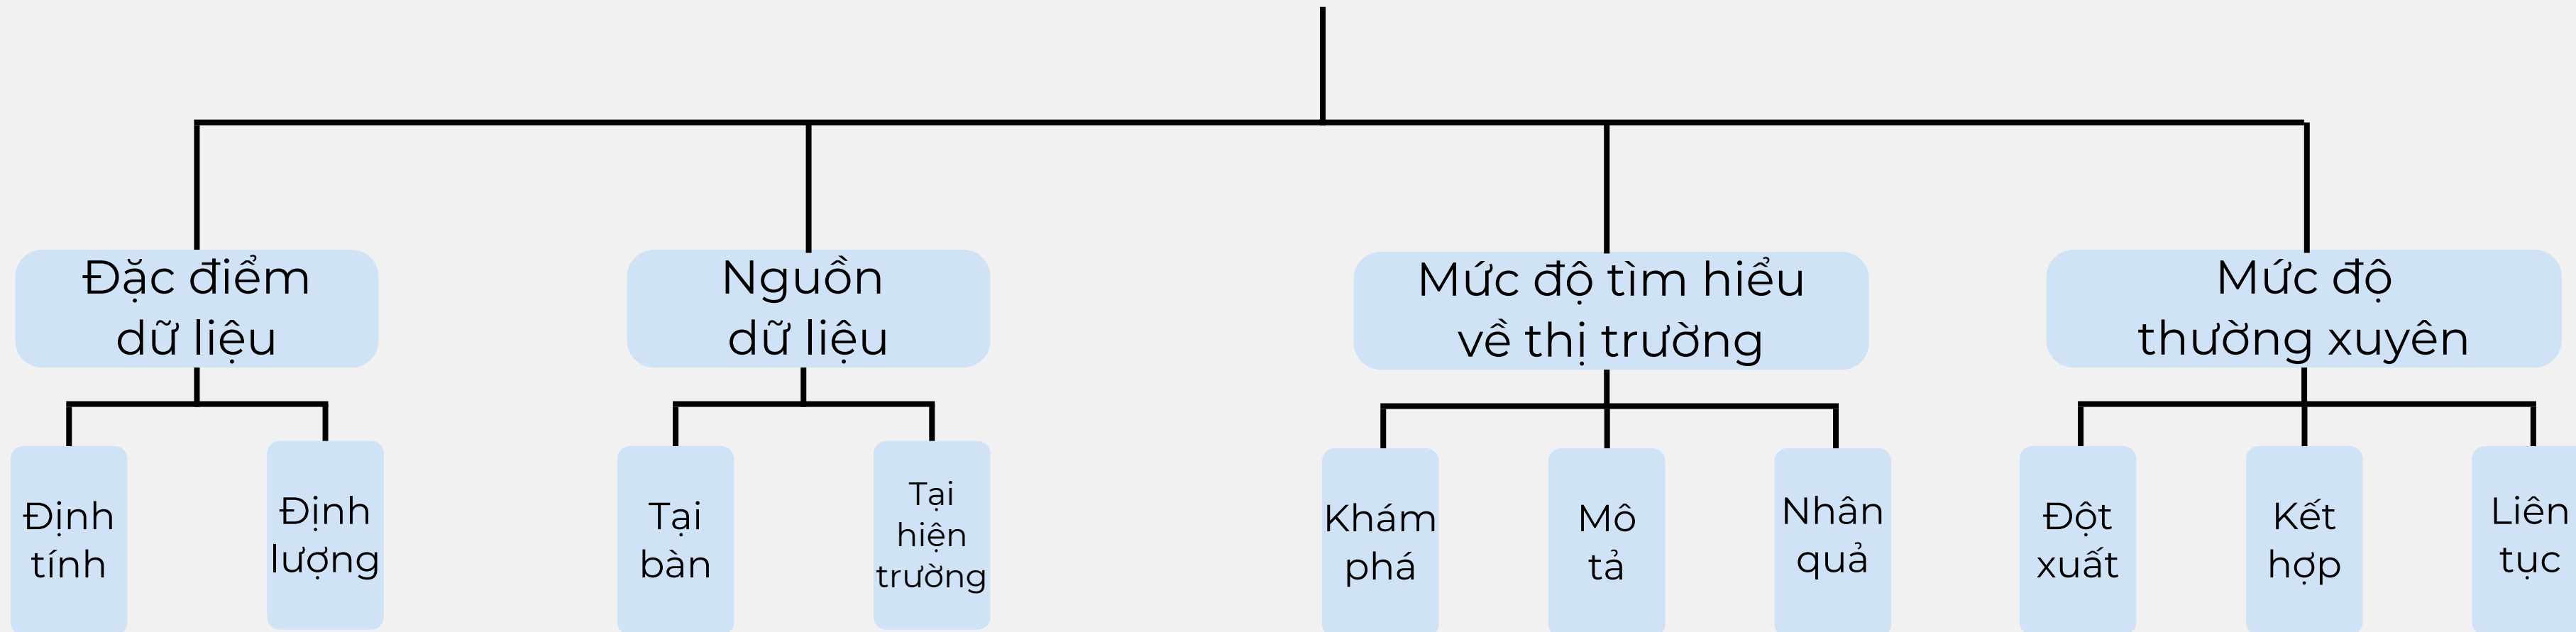 Đặc điểm
dữ liệu
Nguồn
dữ liệu
Mức độ tìm hiểu
về thị trường
Mức độ
thường xuyên
Định
tính
Định
lượng
Tại
bàn
Tại
hiện
trường
Khám
phá
Mô
tả
Nhân
quả
Đột
xuất
Kết
hợp
Liên
tục